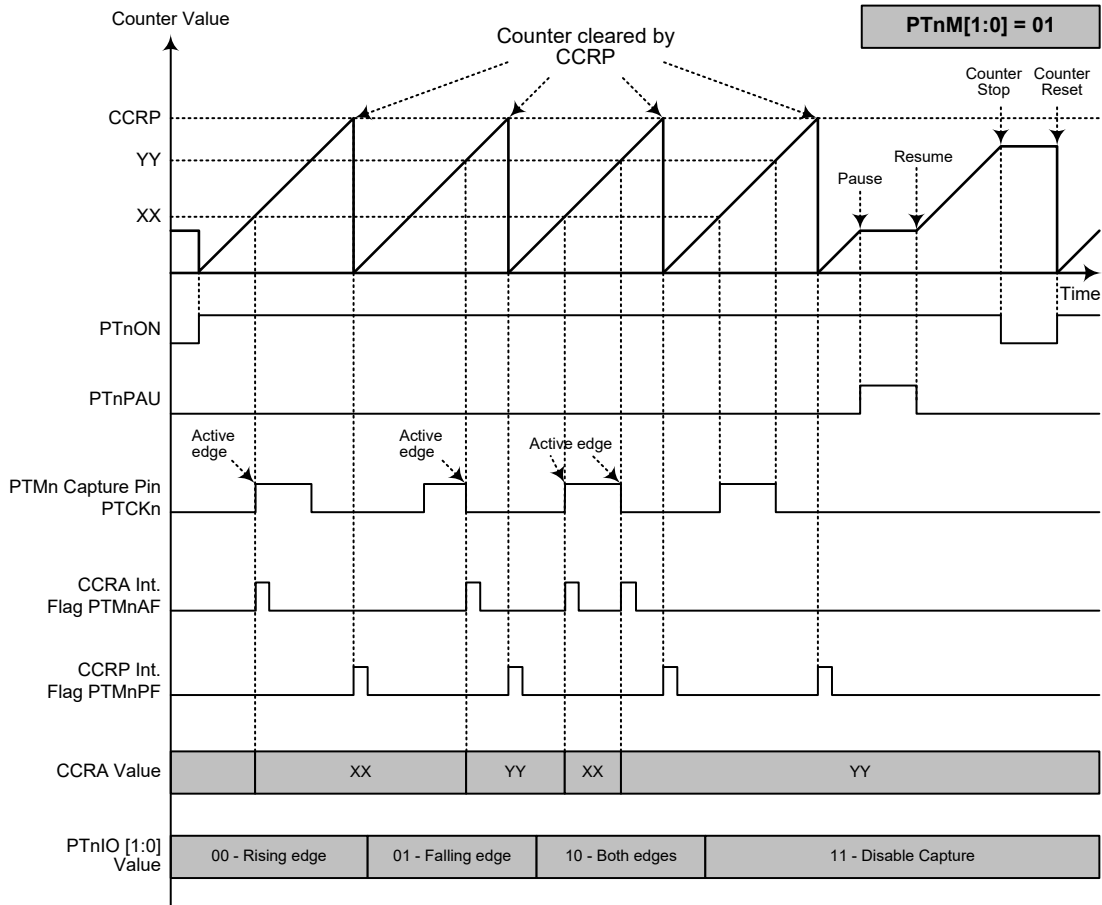 Counter Value
PTnM[1:0] = 01
Counter cleared by
CCRP
Counter
Stop
Counter
Reset
CCRP
YY
Resume
Pause
XX
Time
PTnON
PTnPAU
Active
edge
Active
edge
Active edge
PTMn Capture Pin
PTCKn
CCRA Int.
Flag PTMnAF
CCRP Int.
Flag PTMnPF
CCRA Value
XX
YY
XX
YY
PTnIO [1:0]
Value
00 - Rising edge
01 - Falling edge
10 - Both edges
11 - Disable Capture